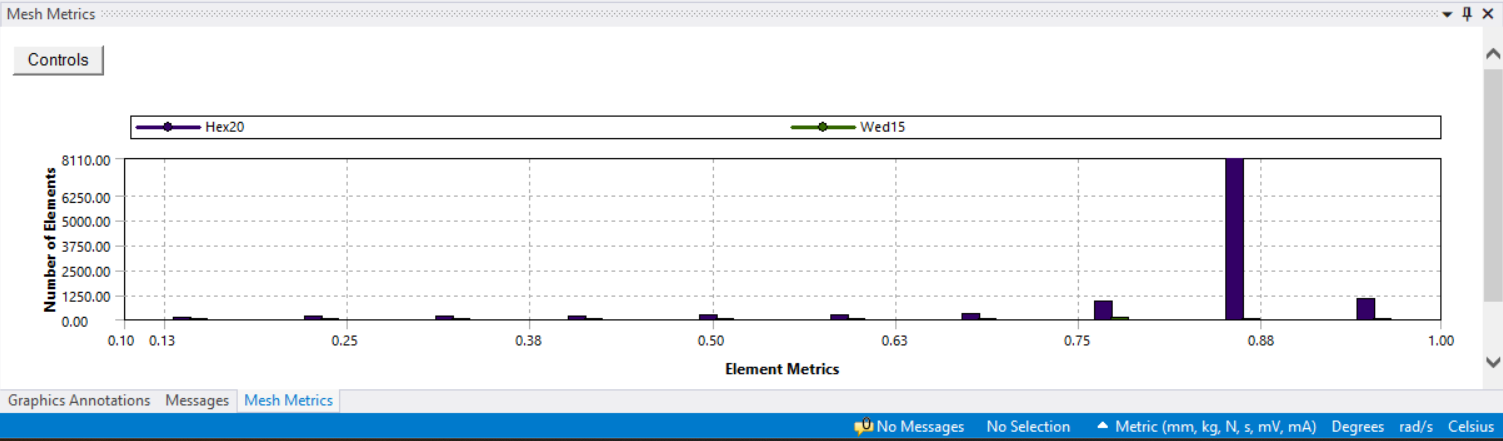 Mesh Metrics
Controls
Hex20 Wed15
Number of Elements
8110.00
6250.00
5000.00
3750.00
2500.00
1250.00
0.00
0.10 0.13 0.25 0.38 0.50 0.63 0.75 0.88 1.00
Element Metrics
Graphics Annotations Messages Mesh Metrics
0 No Messages No Selection Metric (mm, kg, N, s, mV, mA) Degrees rad/s Celsius